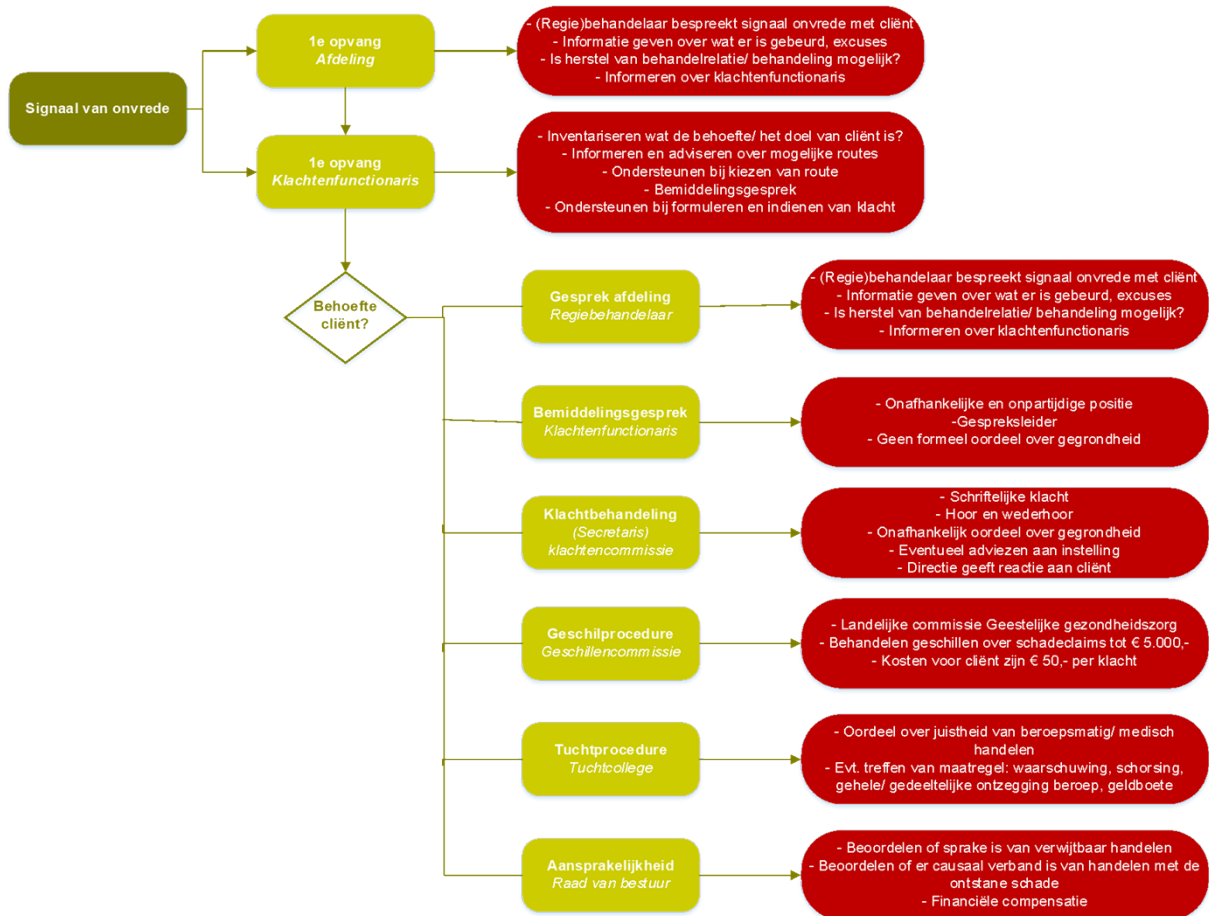 1e opvang
Afdeling
- (Regie)behandelaar bespreekt signaal onvrede met cliënt
- Informatie geven over wat er is gebeurd, excuses
- Is herstel van behandelrelatie/ behandeling mogelijk?
- Informeren over klachtenfunctionaris
Signaal van onvrede
1e opvang
Klachtenfunctionaris
- Inventariseren wat de behoefte/ het doel van cliënt is?
- Informeren en adviseren over mogelijke routes
- Ondersteunen bij kiezen van route
- Bemiddelingsgesprek
- Ondersteunen bij formuleren en indienen van klacht
Behoefte
cliënt?
Gesprek afdeling
Regiebehandelaar
- (Regie)behandelaar bespreekt signaal onvrede met cliënt
- Informatie geven over wat er is gebeurd, excuses
- Is herstel van behandelrelatie/ behandeling mogelijk?
- Informeren over klachtenfunctionaris
Bemiddelingsgesprek
Klachtenfunctionaris
- Onafhankelijke en onpartijdige positie
-Gespreksleider
- Geen formeel oordeel over gegrondheid
Klachtbehandeling
(Secretaris)
klachtencommissie
- Schriftelijke klacht
- Hoor en wederhoor
- Onafhankelijk oordeel over gegrondheid
- Eventueel adviezen aan instelling
- Directie geeft reactie aan cliënt
Geschilprocedure
Geschillencommissie
- Landelijke commissie Geestelijke gezondheidszorg
- Behandelen geschillen over schadeclaims tot € 5.000,-
- Kosten voor cliënt zijn € 50,- per klacht
Tuchtprocedure
Tuchtcollege
- Oordeel over juistheid van beroepsmatig/ medisch
handelen
- Evt. treffen van maatregel: waarschuwing, schorsing,
gehele/ gedeeltelijke ontzegging beroep, geldboete
Aansprakelijkheid
Raad van bestuur
- Beoordelen of sprake is van verwijtbaar handelen
- Beoordelen of er causaal verband is van handelen met de
ontstane schade
- Financiële compensatie